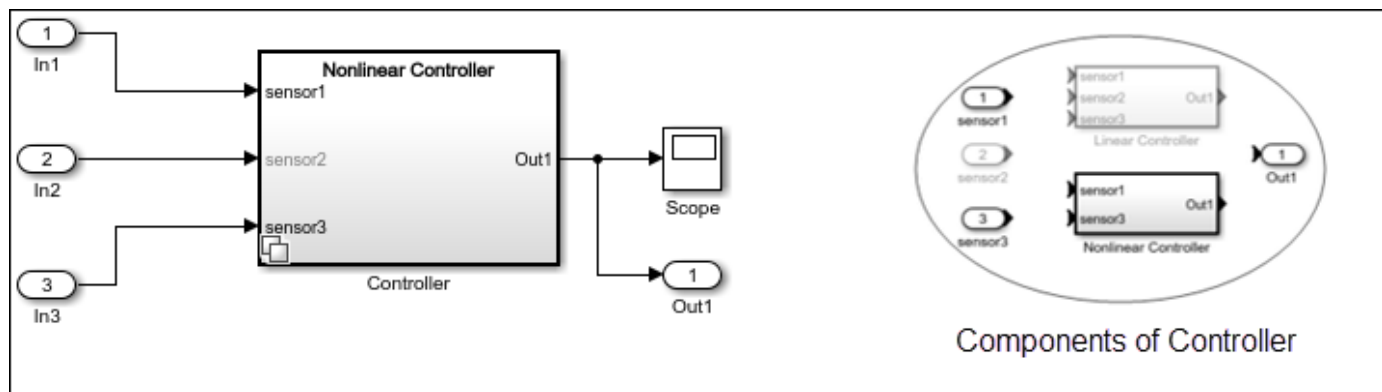 1
In1
2
In2
3
In3
Nonlinear Controller
sensor1
sensor2
sensor3
Out1
Controller
Scope
1
Out1
1
sensor1
2
sensor2
3
sensor3
sensor1
sensor2
sensor3
Out1
Linear Controller
sensor1
sensor3
Out1
Nonlinear Controller
1
Out1
Components of Controller